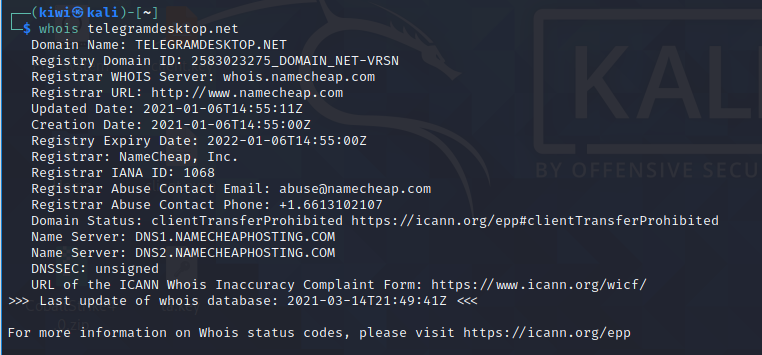 ┌──(kiwi㉿kali)-[~]
└─$ whois telegramdesktop.net
Domain Name: TELEGRAMDESKTOP.NET
Registry Domain ID: 2583023275_DOMAIN_NET-VRSN
Registrar WHOIS Server: whois.namecheap.com
Registrar URL: http://www.namecheap.com
Updated Date: 2021-01-06T14:55:11Z
Creation Date: 2021-01-06T14:55:00Z
Registry Expiry Date: 2022-01-06T14:55:00Z
Registrar: NameCheap, Inc.
Registrar IANA ID: 1068
Registrar Abuse Contact Email: abuse@namecheap.com
Registrar Abuse Contact Phone: +1.6613102107
Domain Status: clientTransferProhibited https://icann.org/epp#clientTransferProhibited
Name Server: DNS1.NAMECHEAPHOSTING.COM
Name Server: DNS2.NAMECHEAPHOSTING.COM
DNSSEC: unsigned
URL of the ICANN Whois Inaccuracy Complaint Form: https://www.icann.org/wicf/
>>> Last update of whois database: 2021-03-14T21:49:41Z <<<
For more information on Whois status codes, please visit https://icann.org/epp
KAL
BY OFFENSIVE SEC